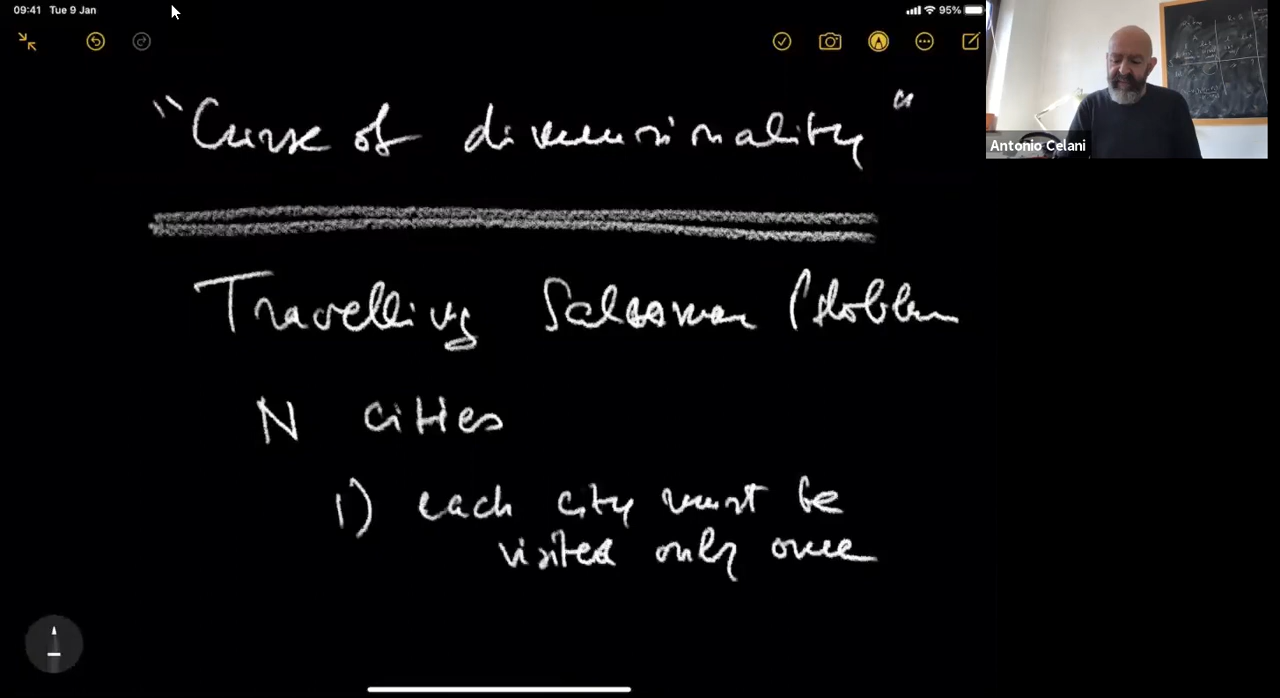 09:41 Tue 9 Jan
95%
"Curse of dimensionality"
Antonio Celani
Travelling Salesman Problem
N cities
1) each city must be
visited only once